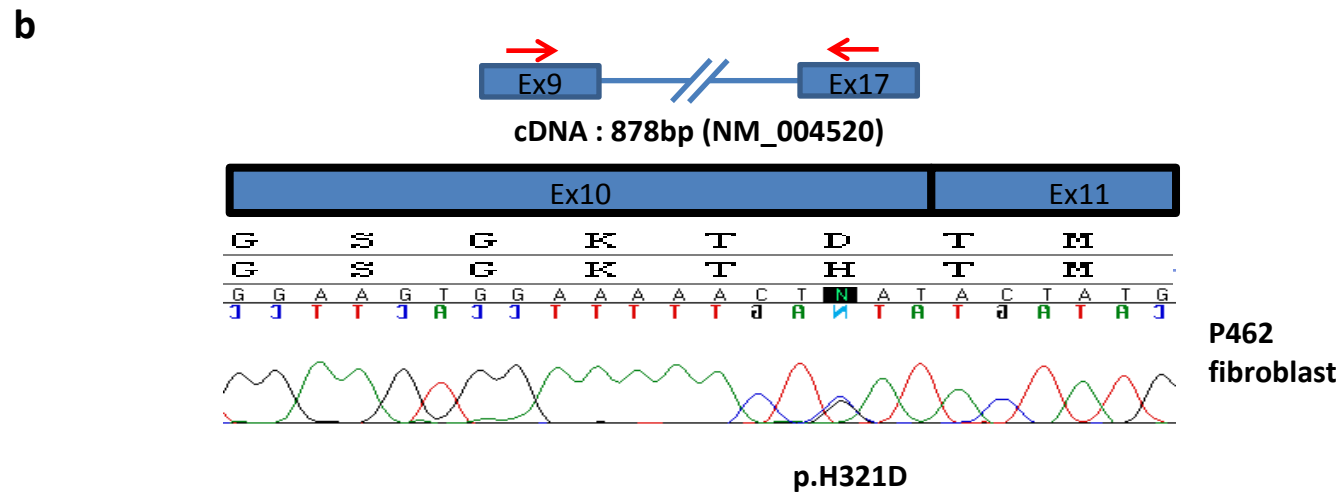 b
Ex9
Ex17
cDNA : 878bp (NM_004520)
Ex10
Ex11
G S G K T D T M
G S G K T H T M
G G A A G T G G A A A A A C T N A T A C T A T G
C C T T C A C C T T T T T G A N T A T G A T A C
P462
fibroblast
p.H321D